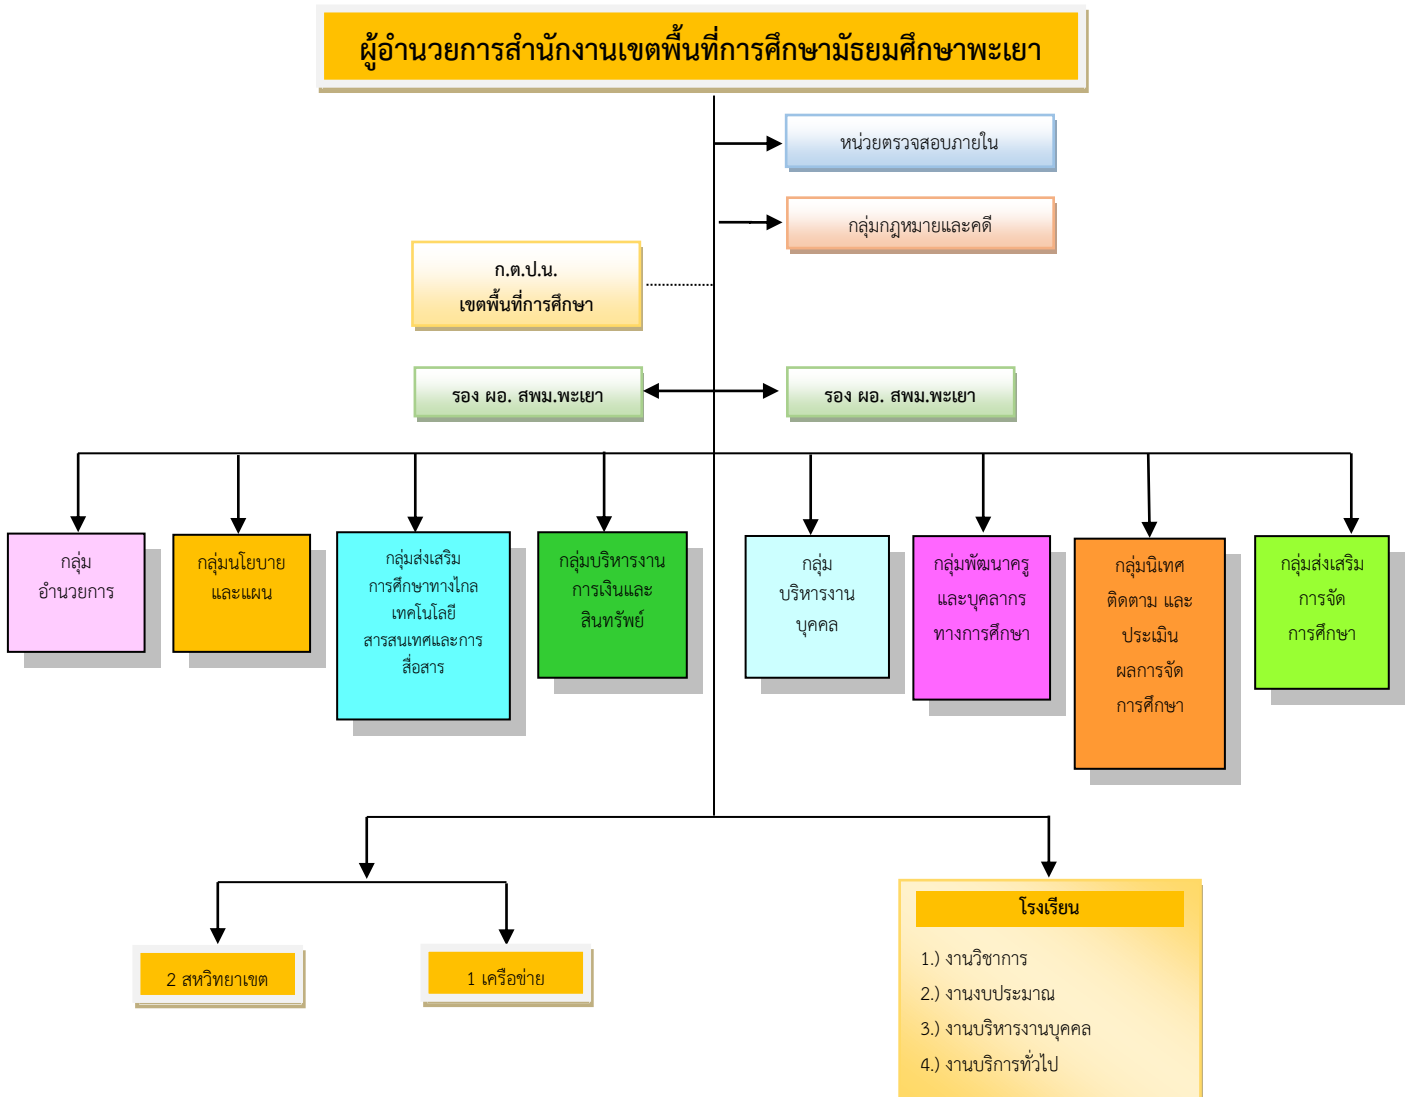 ผู้อำนวยการสำนักงานเขตพื้นที่การศึกษามัธยมศึกษาพะเยา
หน่วยตรวจสอบภายใน
กลุ่มกฎหมายและคดี
ก.ต.ป.น.
เขตพื้นที่การศึกษา
รอง ผอ. สพม.พะเยา
รอง ผอ. สพม.พะเยา
กลุ่ม
อำนวยการ
กลุ่มนโยบาย
และแผน
กลุ่มส่งเสริม
การศึกษาทางไกล
เทคโนโลยี
สารสนเทศและการ
สื่อสาร
กลุ่มบริหารงาน
การเงินและ
สินทรัพย์
กลุ่ม
บริหารงาน
บุคคล
กลุ่มพัฒนาครู
และบุคลากร
ทางการศึกษา
กลุ่มนิเทศ
ติดตาม และ
ประเมิน
ผลการจัด
การศึกษา
กลุ่มส่งเสริม
การจัด
การศึกษา
2 สหวิทยาเขต
1 เครือข่าย
โรงเรียน
1.) งานวิชาการ
2.) งานงบประมาณ
3.) งานบริหารงานบุคคล
4.) งานบริการทั่วไป